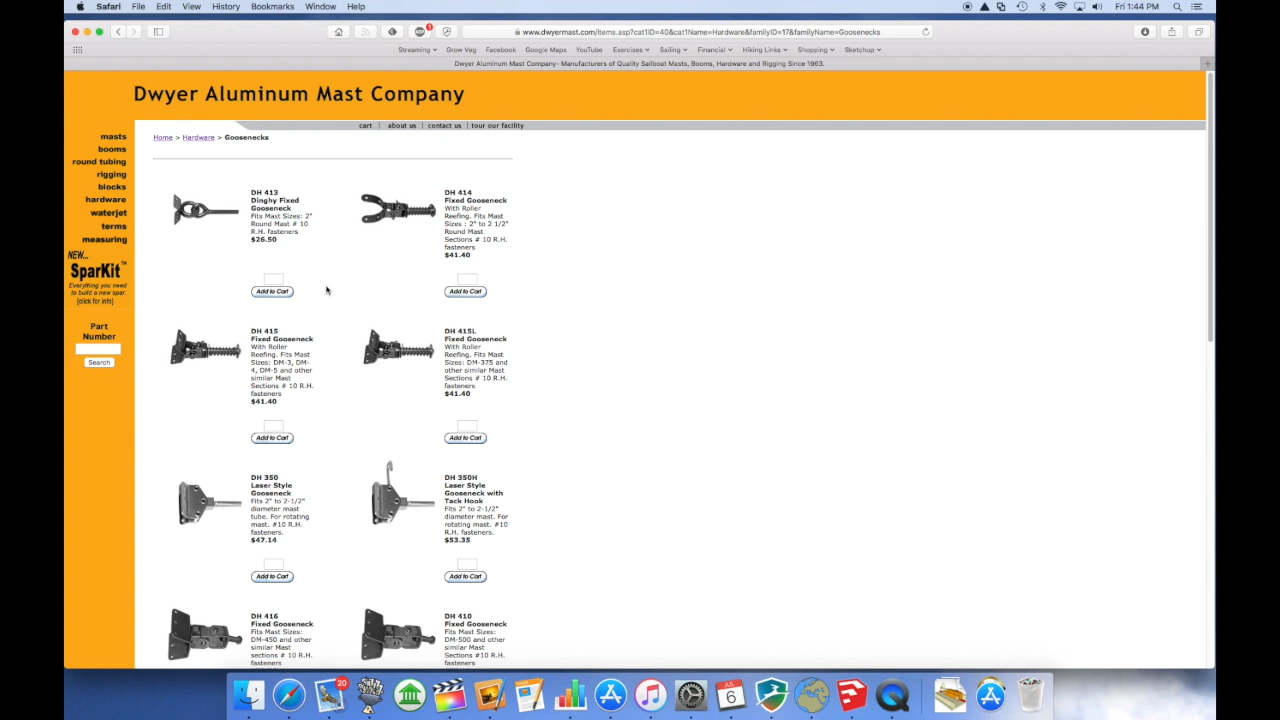 Safari File Edit View History Bookmarks Window Help
Fri 1:44 PM
1
www.dwyermast.com/items.asp?cat1ID=40&cat1Name=Hardware&familyID=17&familyName=Goosenecks
Streaming Grow Veg Facebook Google Maps YouTube Exercises Sailing Financial Hiking Links Shopping Sketchup
Dwyer Aluminum Mast Company- Manufacturers of Quality Sailboat Masts, Booms, Hardware and Rigging Since 1963.
Dwyer Aluminum Mast Company
cart | about us | contact us | tour our facility
masts
booms
round tubing
rigging
blocks
hardware
waterjet
terms
measuring
NEW...
SparKit™
Everything you need
to build a new spar.
[click for info]
Part
Number
Search
Home > Hardware > Goosenecks
DH 413
Dinghy Fixed
Gooseneck
Fits Mast Sizes: 2"
Round Mast # 10
R.H. fasteners
$26.50
Add to Cart
DH 414
Fixed Gooseneck
With Roller
Reefing. Fits Mast
Sizes : 2" to 2 1/2"
Round Mast
Sections # 10 R.H.
fasteners
$41.40
Add to Cart
DH 415
Fixed Gooseneck
With Roller
Reefing. Fits Mast
Sizes: DM-3, DM-
4, DM-5 and other
similar Mast
Sections # 10 R.H.
fasteners
$41.40
Add to Cart
DH 415L
Fixed Gooseneck
With Roller
Reefing. Fits Mast
Sizes: DM-375 and
other similar Mast
Sections # 10 R.H.
fasteners
$41.40
Add to Cart
DH 350
Laser Style
Gooseneck
Fits 2" to 2-1/2"
diameter mast
tube. For rotating
mast. #10 R.H.
fasteners.
$47.14
Add to Cart
DH 350H
Laser Style
Gooseneck with
Tack Hook
Fits 2" to 2-1/2"
diameter mast. For
rotating mast. #10
R.H. fasteners.
$53.35
Add to Cart
DH 416
Fixed Gooseneck
Fits Mast Sizes:
DM-450 and other
similar Mast
sections # 10 R.H.
fasteners
DH 410
Fixed Gooseneck
Fits Mast Sizes:
DM-500 and other
similar Mast
Sections #10 R.H.
fasteners
20
JUL
6